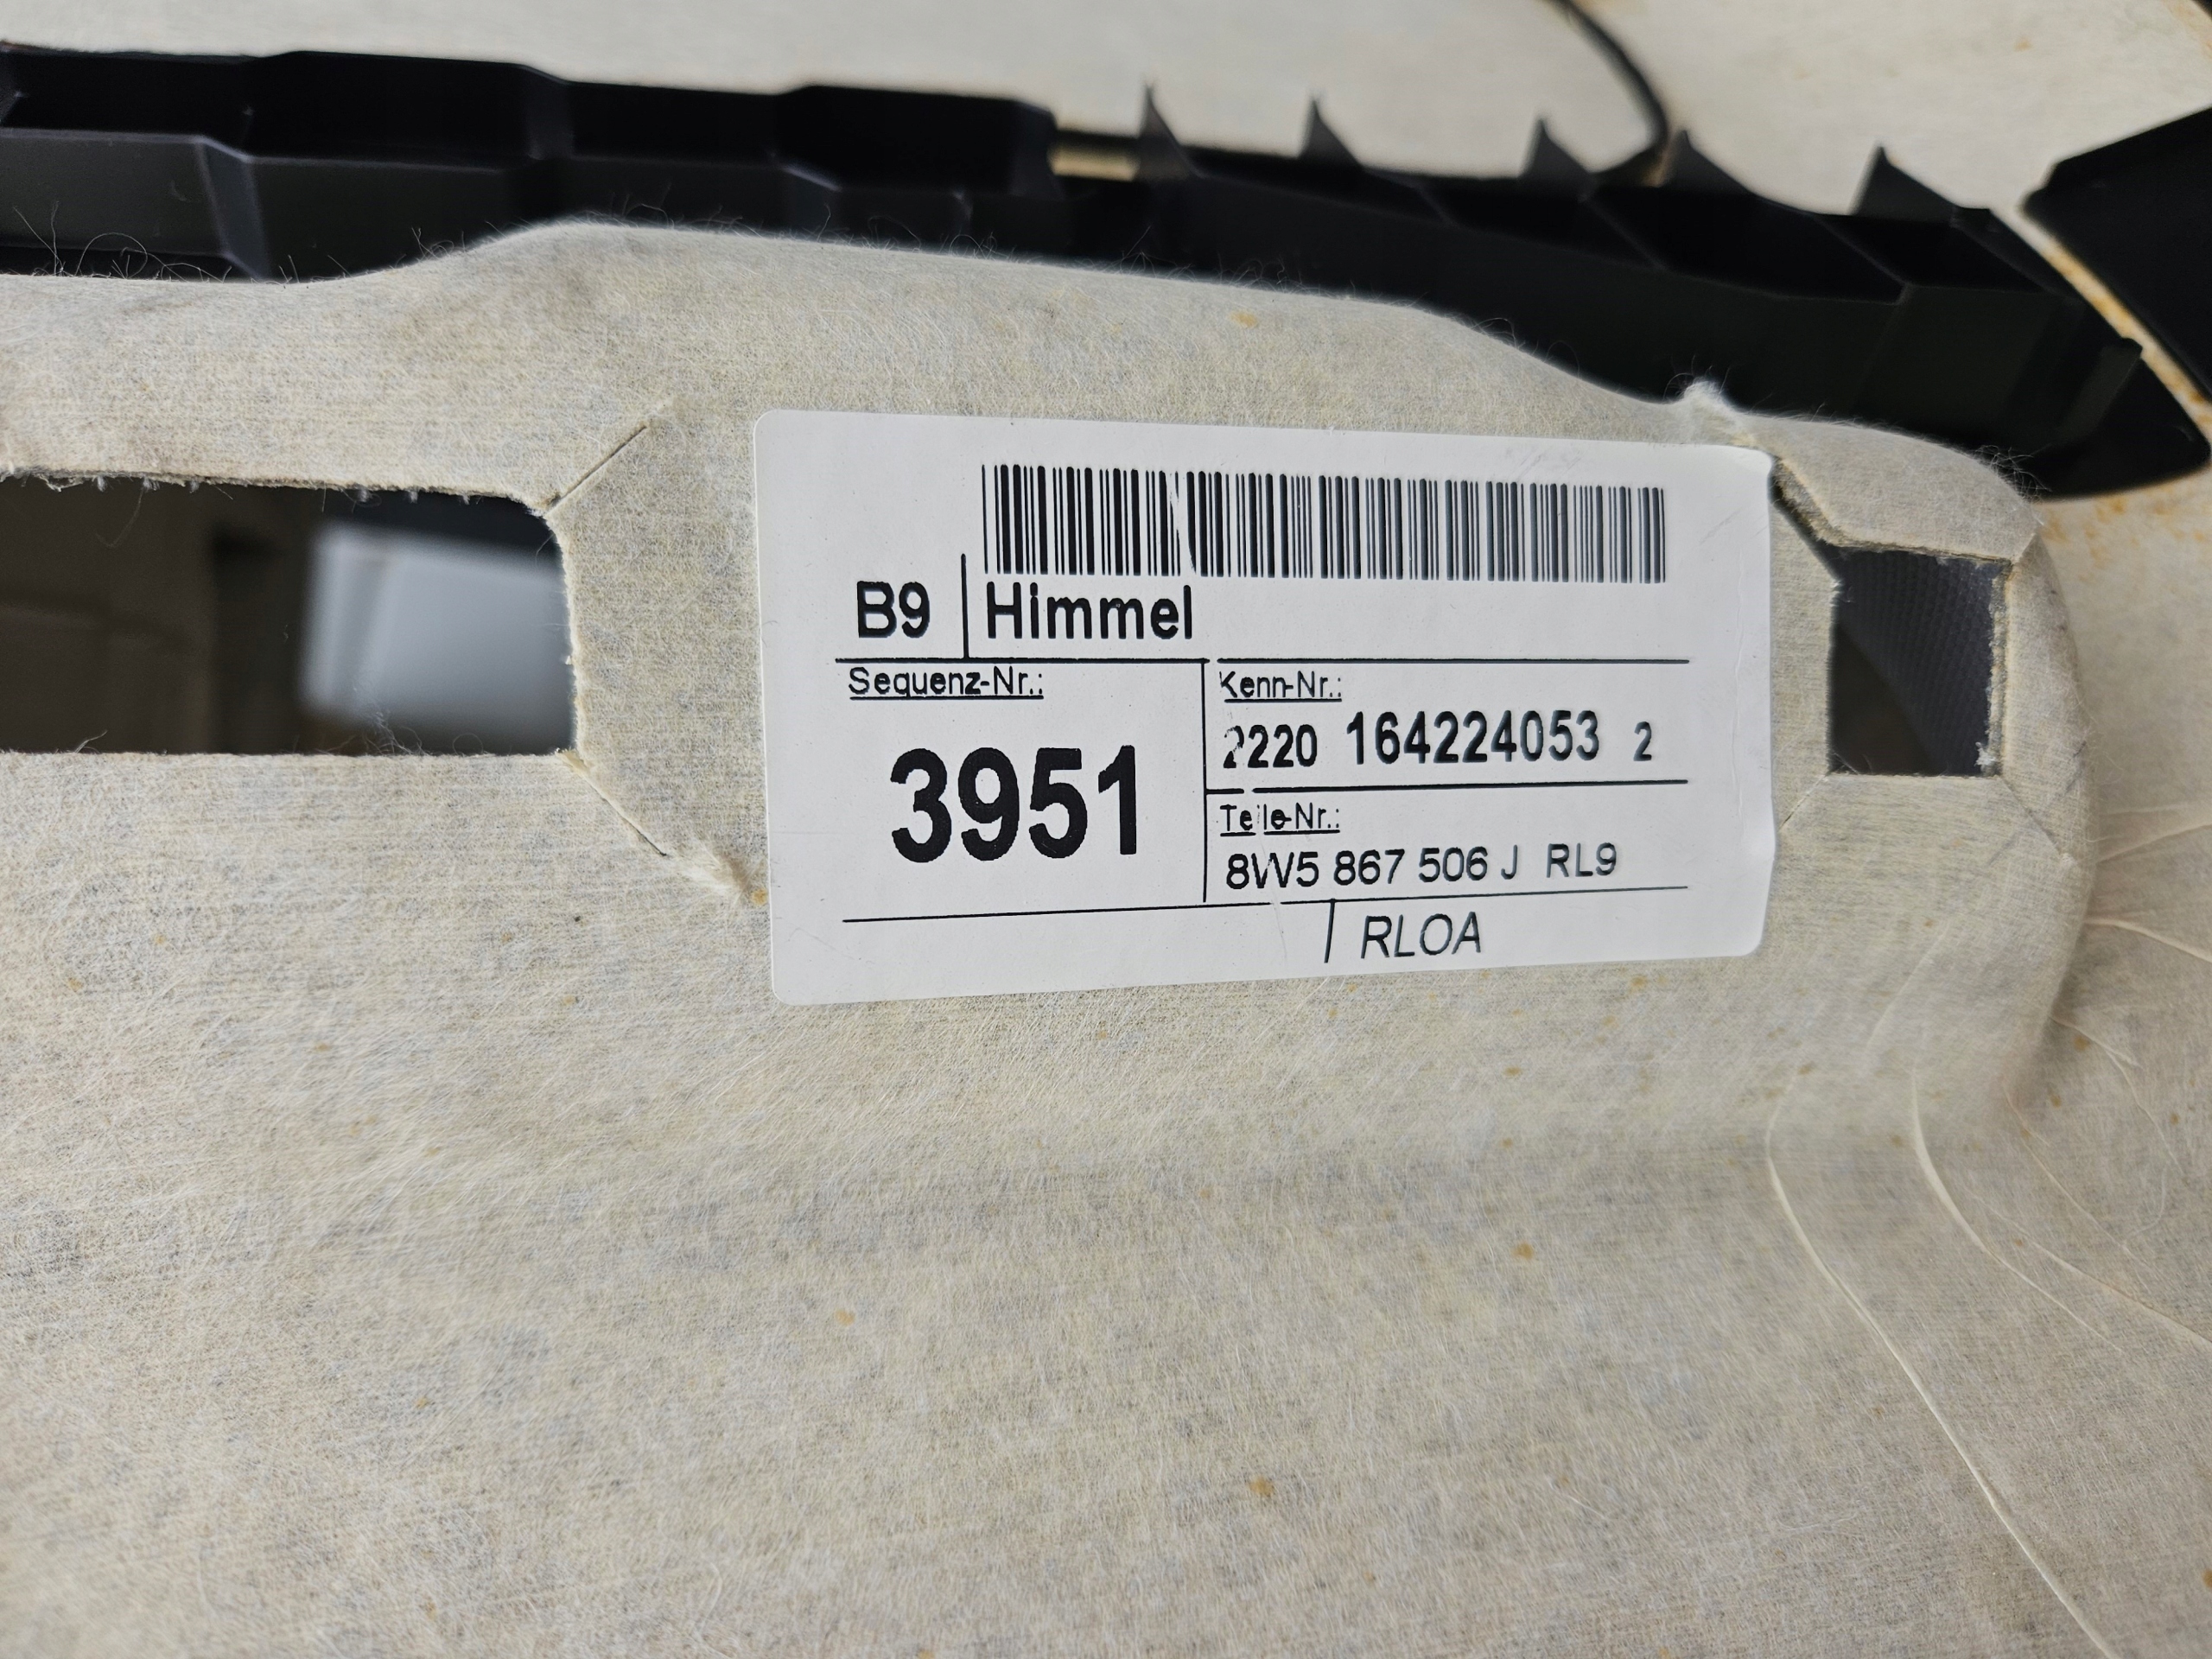 B9 Himmel
Sequenz-Nr.:
3951
Kenn-Nr.:
2220 164224053 2
Teile-Nr.:
8W5 867 506 J RL9
RLOA